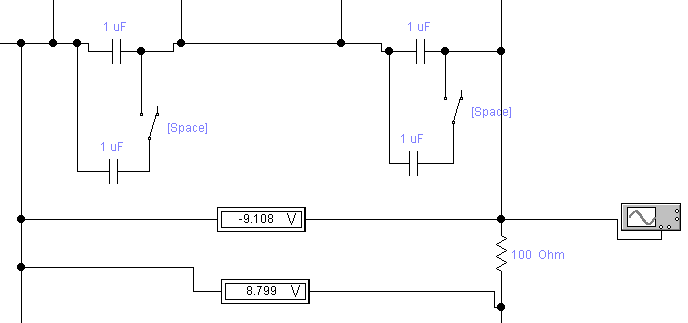 1 uF
1 uF
[Space]
[Space]
1 uF
1 uF
-9.108 V
100 Ohm
8.799 V